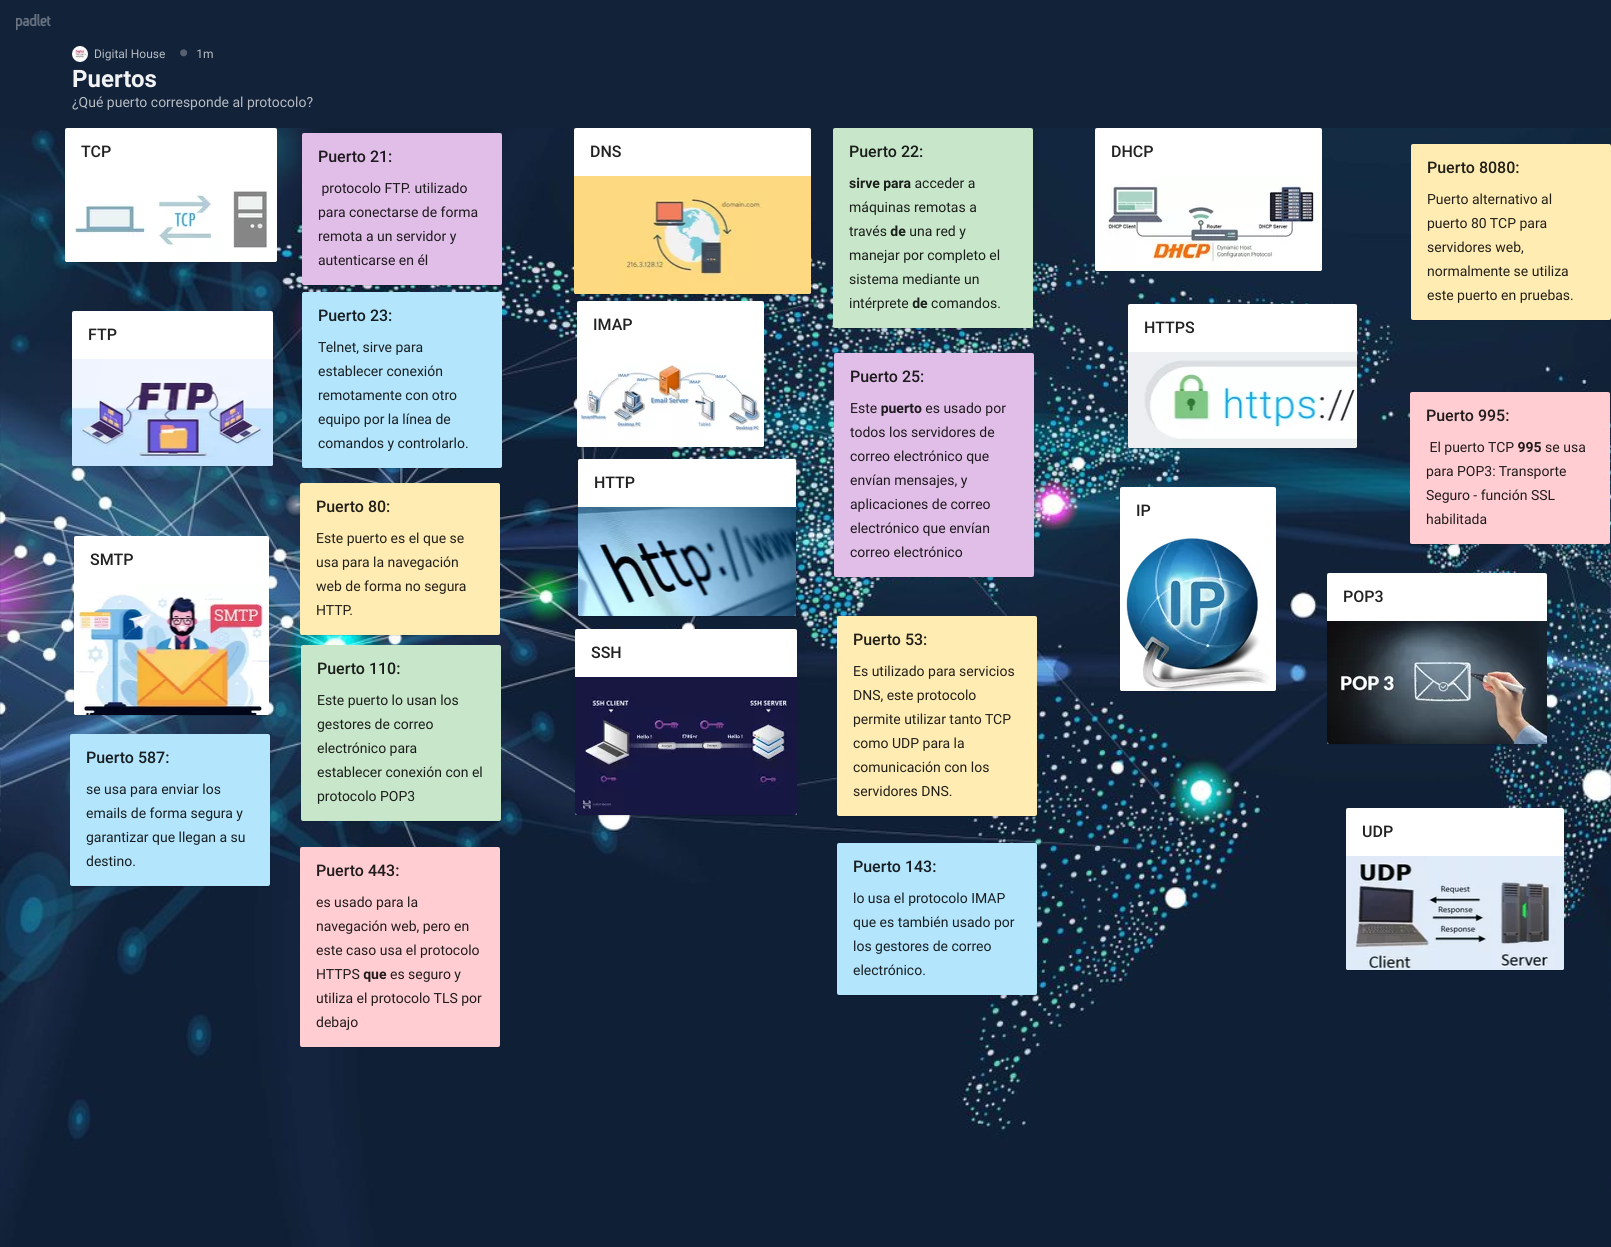 padlet
Digital House
1m
Puertos
¿Qué puerto corresponde al protocolo?
TCP
TCP
FTP
FTP
SMTP
SMTP
Puerto 587:
se usa para enviar los
emails de forma segura y
garantizar que llegan a su
destino.
Puerto 21:
protocolo FTP. utilizado
para conectarse de forma
remota a un servidor y
autenticarse en él
Puerto 23:
Telnet, sirve para
establecer conexión
remotamente con otro
equipo por la línea de
comandos y controlarlo.
Puerto 80:
Este puerto es el que se
usa para la navegación
web de forma no segura
HTTP.
Puerto 110:
Este puerto lo usan los
gestores de correo
electrónico para
establecer conexión con el
protocolo POP3
Puerto 443:
es usado para la
navegación web, pero en
este caso usa el protocolo
HTTPS que es seguro y
utiliza el protocolo TLS por
debajo
DNS
domain.com
216.3.128.12
IMAP
IMAP
IMAP
IMAP
IMAP
Email Server
Desktop PC
Tablet
Desktop PC
HTTP
http://www
SSH
SSH CLIENT
SSH SERVER
Hello !
Hello !
Puerto 22:
sirve para acceder a
máquinas remotas a
través de una red y
manejar por completo el
sistema mediante un
intérprete de comandos.
Puerto 25:
Este puerto es usado por
todos los servidores de
correo electrónico que
envían mensajes, y
aplicaciones de correo
electrónico que envían
correo electrónico
Puerto 53:
Es utilizado para servicios
DNS, este protocolo
permite utilizar tanto TCP
como UDP para la
comunicación con los
servidores DNS.
Puerto 143:
lo usa el protocolo IMAP
que es también usado por
los gestores de correo
electrónico.
DHCP
DHCP Client
Router
DHCP Server
DHCP
Dynamic Host
Configuration Protocol
HTTPS
https://
IP
IP
Puerto 8080:
Puerto alternativo al
puerto 80 TCP para
servidores web,
normalmente se utiliza
este puerto en pruebas.
Puerto 995:
El puerto TCP 995 se usa
para POP3: Transporte
Seguro - función SSL
habilitada
POP3
POP 3
UDP
UDP
Request
Response
Response
Client
Server